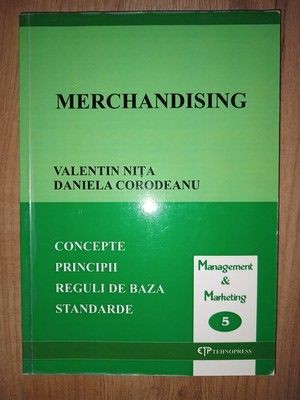 MERCHANDISING
VALENTIN NIȚA
DANIELA CORODEANU
CONCEPTE
PRINCIPII
REGULI DE BAZA
STANDARDE
Management
&
Marketing
5
ETP TEHNOPRESS